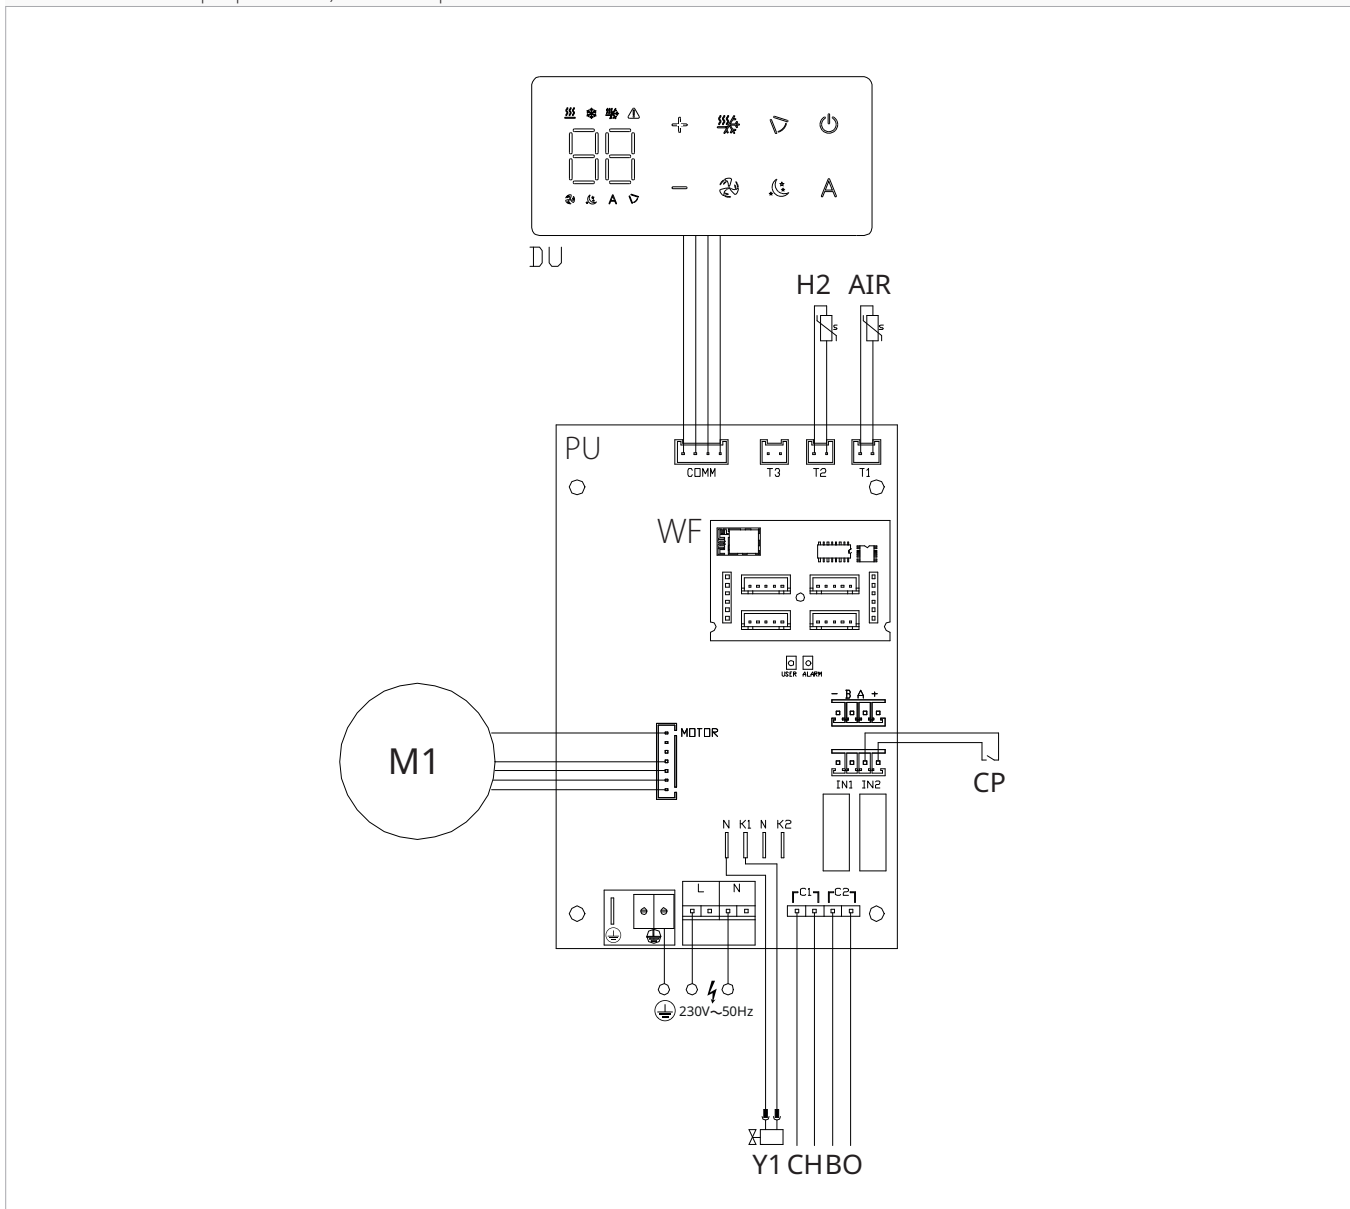 A
A
DU
H2 AIR
PU
COMM T3 T2 T1
WF
USER ALARM
- B A +
MOTOR
M1
IN1 IN2
CP
N K1 N K2
L N
C1 C2
230V～50Hz
Y1 CH BO